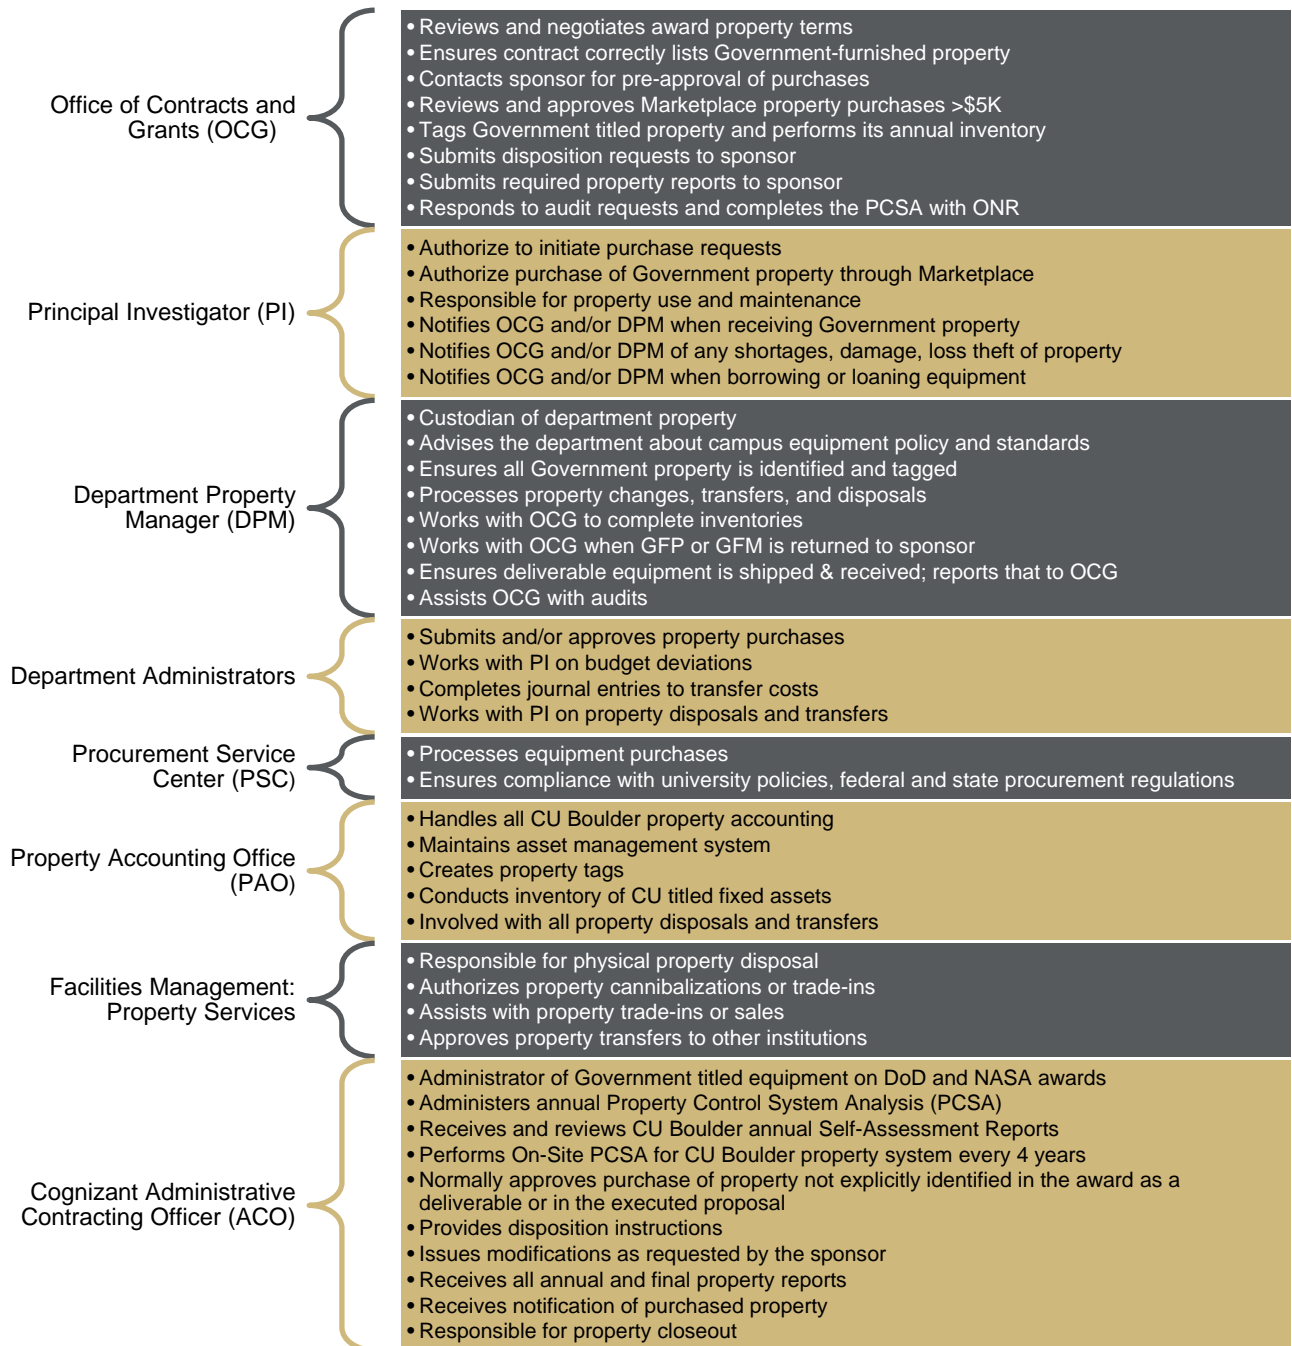 Office of Contracts and
Grants (OCG)
• Reviews and negotiates award property terms
• Ensures contract correctly lists Government-furnished property
• Contacts sponsor for pre-approval of purchases
• Reviews and approves Marketplace property purchases >$5K
• Tags Government titled property and performs its annual inventory
• Submits disposition requests to sponsor
• Submits required property reports to sponsor
• Responds to audit requests and completes the PCSA with ONR
Principal Investigator (PI)
• Authorize to initiate purchase requests
• Authorize purchase of Government property through Marketplace
• Responsible for property use and maintenance
• Notifies OCG and/or DPM when receiving Government property
• Notifies OCG and/or DPM of any shortages, damage, loss theft of property
• Notifies OCG and/or DPM when borrowing or loaning equipment
Department Property
Manager (DPM)
• Custodian of department property
• Advises the department about campus equipment policy and standards
• Ensures all Government property is identified and tagged
• Processes property changes, transfers, and disposals
• Works with OCG to complete inventories
• Works with OCG when GFP or GFM is returned to sponsor
• Ensures deliverable equipment is shipped & received; reports that to OCG
• Assists OCG with audits
Department Administrators
• Submits and/or approves property purchases
• Works with PI on budget deviations
• Completes journal entries to transfer costs
• Works with PI on property disposals and transfers
Procurement Service
Center (PSC)
• Processes equipment purchases
• Ensures compliance with university policies, federal and state procurement regulations
Property Accounting Office
(PAO)
• Handles all CU Boulder property accounting
• Maintains asset management system
• Creates property tags
• Conducts inventory of CU titled fixed assets
• Involved with all property disposals and transfers
Facilities Management:
Property Services
• Responsible for physical property disposal
• Authorizes property cannibalizations or trade-ins
• Assists with property trade-ins or sales
• Approves property transfers to other institutions
Cognizant Administrative
Contracting Officer (ACO)
• Administrator of Government titled equipment on DoD and NASA awards
• Administers annual Property Control System Analysis (PCSA)
• Receives and reviews CU Boulder annual Self-Assessment Reports
• Performs On-Site PCSA for CU Boulder property system every 4 years
• Normally approves purchase of property not explicitly identified in the award as a
deliverable or in the executed proposal
• Provides disposition instructions
• Issues modifications as requested by the sponsor
• Receives all annual and final property reports
• Receives notification of purchased property
• Responsible for property closeout